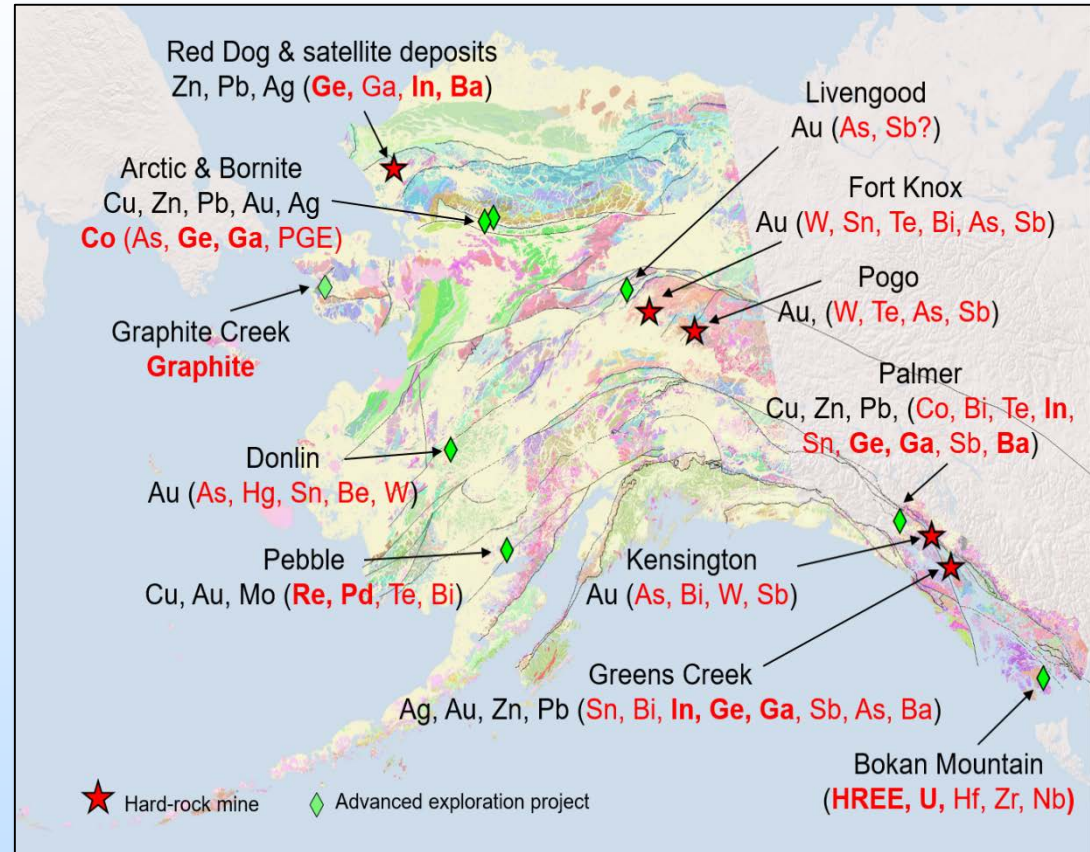 Red Dog & satellite deposits
Zn, Pb, Ag (Ge, Ga, In, Ba)
Arctic & Bornite
Cu, Zn, Pb, Au, Ag
Co (As, Ge, Ga, PGE)
Graphite Creek
Graphite
Donlin
Au (As, Hg, Sn, Be, W)
Pebble
Cu, Au, Mo (Re, Pd, Te, Bi)
Livengood
Au (As, Sb?)
Fort Knox
Au (W, Sn, Te, Bi, As, Sb)
Pogo
Au, (W, Te, As, Sb)
Palmer
Cu, Zn, Pb, (Co, Bi, Te, In,
Sn, Ge, Ga, Sb, Ba)
Kensington
Au (As, Bi, W, Sb)
Greens Creek
Ag, Au, Zn, Pb (Sn, Bi, In, Ge, Ga, Sb, As, Ba)
Bokan Mountain
(HREE, U, Hf, Zr, Nb)
Hard-rock mine
Advanced exploration project